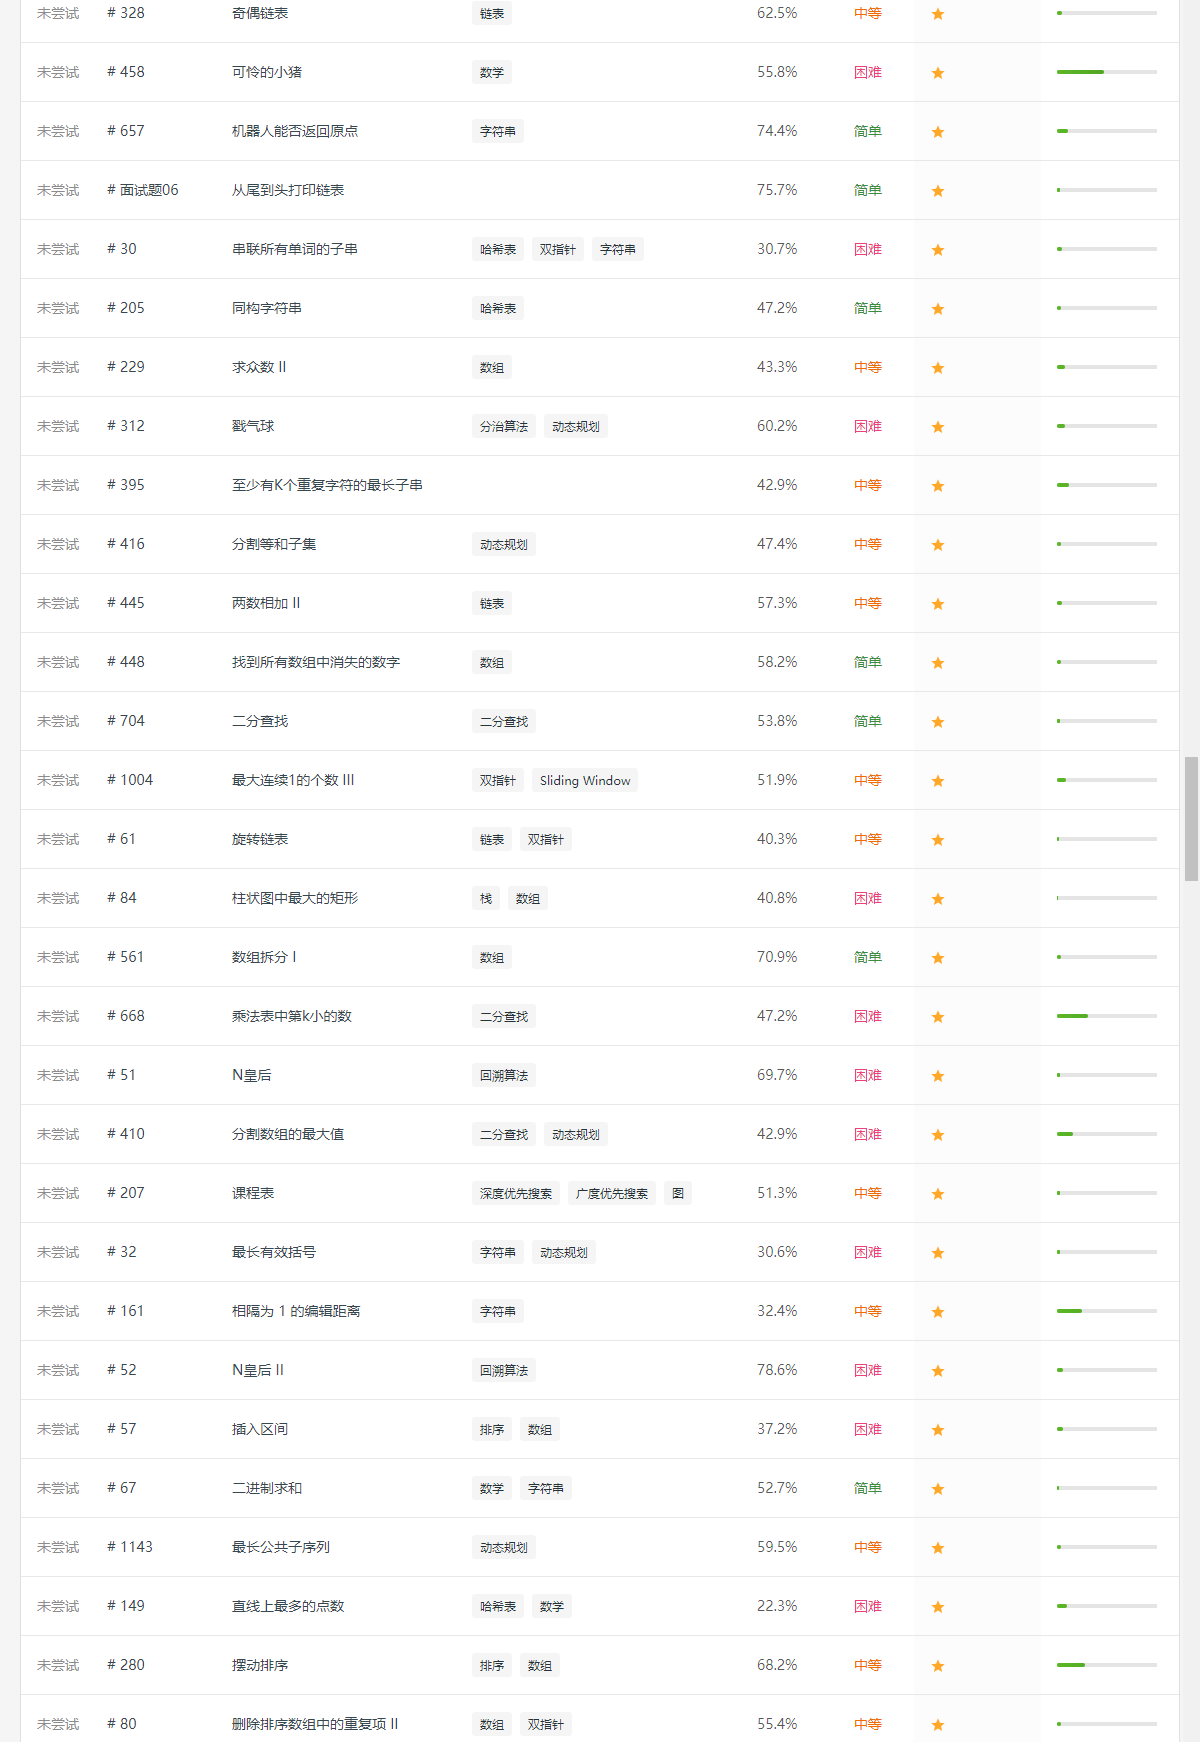 未尝试 # 328 奇偶链表 链表 62.5% 中等
未尝试 # 458 可怜的小猪 数学 55.8% 困难
未尝试 # 657 机器人能否返回原点 字符串 74.4% 简单
未尝试 # 面试题06 从尾到头打印链表 75.7% 简单
未尝试 # 30 串联所有单词的子串 哈希表 双指针 字符串 30.7% 困难
未尝试 # 205 同构字符串 哈希表 47.2% 简单
未尝试 # 229 求众数 II 数组 43.3% 中等
未尝试 # 312 戳气球 分治算法 动态规划 60.2% 困难
未尝试 # 395 至少有K个重复字符的最长子串 42.9% 中等
未尝试 # 416 分割等和子集 动态规划 47.4% 中等
未尝试 # 445 两数相加 II 链表 57.3% 中等
未尝试 # 448 找到所有数组中消失的数字 数组 58.2% 简单
未尝试 # 704 二分查找 二分查找 53.8% 简单
未尝试 # 1004 最大连续1的个数 III 双指针 Sliding Window 51.9% 中等
未尝试 # 61 旋转链表 链表 双指针 40.3% 中等
未尝试 # 84 柱状图中最大的矩形 栈 数组 40.8% 困难
未尝试 # 561 数组拆分 I 数组 70.9% 简单
未尝试 # 668 乘法表中第k小的数 二分查找 47.2% 困难
未尝试 # 51 N皇后 回溯算法 69.7% 困难
未尝试 # 410 分割数组的最大值 二分查找 动态规划 42.9% 困难
未尝试 # 207 课程表 深度优先搜索 广度优先搜索 图 51.3% 中等
未尝试 # 32 最长有效括号 字符串 动态规划 30.6% 困难
未尝试 # 161 相隔为 1 的编辑距离 字符串 32.4% 中等
未尝试 # 52 N皇后 II 回溯算法 78.6% 困难
未尝试 # 57 插入区间 排序 数组 37.2% 困难
未尝试 # 67 二进制求和 数学 字符串 52.7% 简单
未尝试 # 1143 最长公共子序列 动态规划 59.5% 中等
未尝试 # 149 直线上最多的点数 哈希表 数学 22.3% 困难
未尝试 # 280 摆动排序 排序 数组 68.2% 中等
未尝试 # 80 删除排序数组中的重复项 II 数组 双指针 55.4% 中等